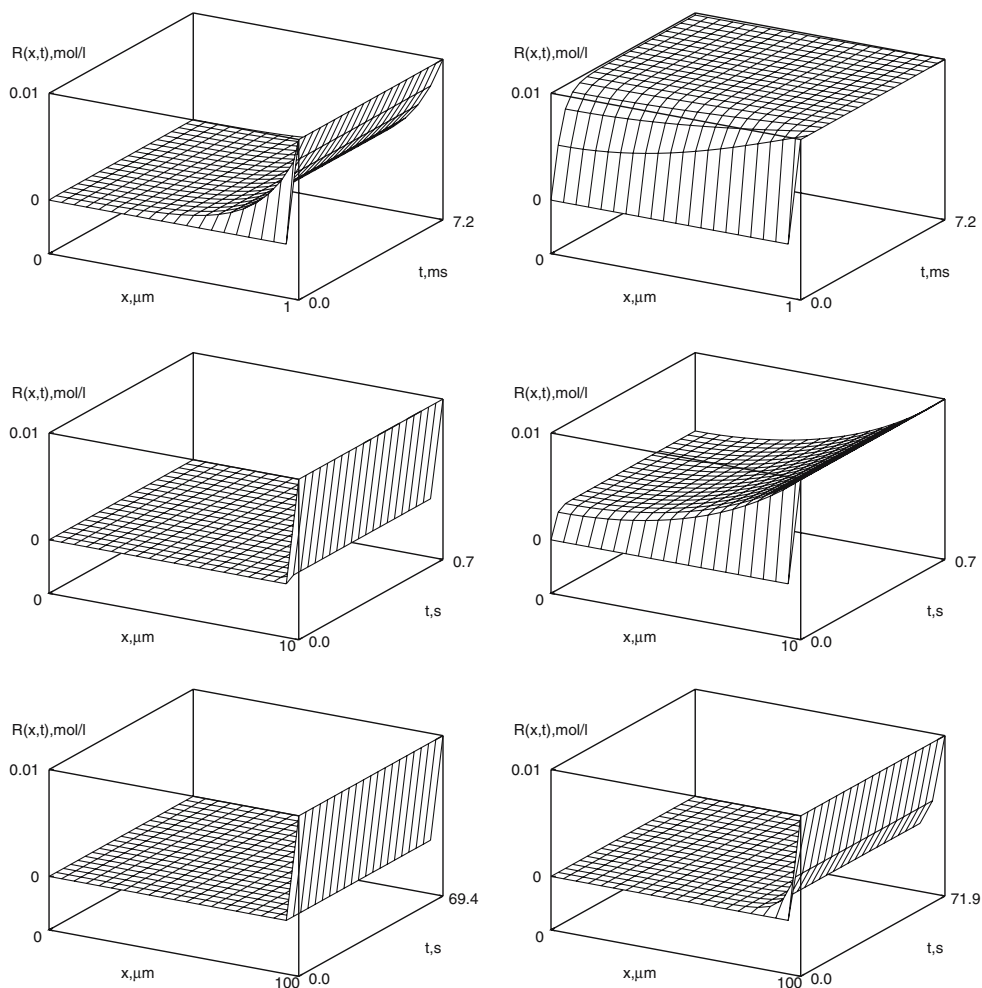 R(x,t),mol/l
0.01
0
0
x,μm
1
0.0
t,ms
7.2
R(x,t),mol/l
0.01
0
0
x,μm
1
0.0
t,ms
7.2
R(x,t),mol/l
0.01
0
0
x,μm
10
0.0
t,s
0.7
R(x,t),mol/l
0.01
0
0
x,μm
10
0.0
t,s
0.7
R(x,t),mol/l
0.01
0
0
x,μm
100
0.0
t,s
69.4
R(x,t),mol/l
0.01
0
0
x,μm
100
0.0
t,s
71.9